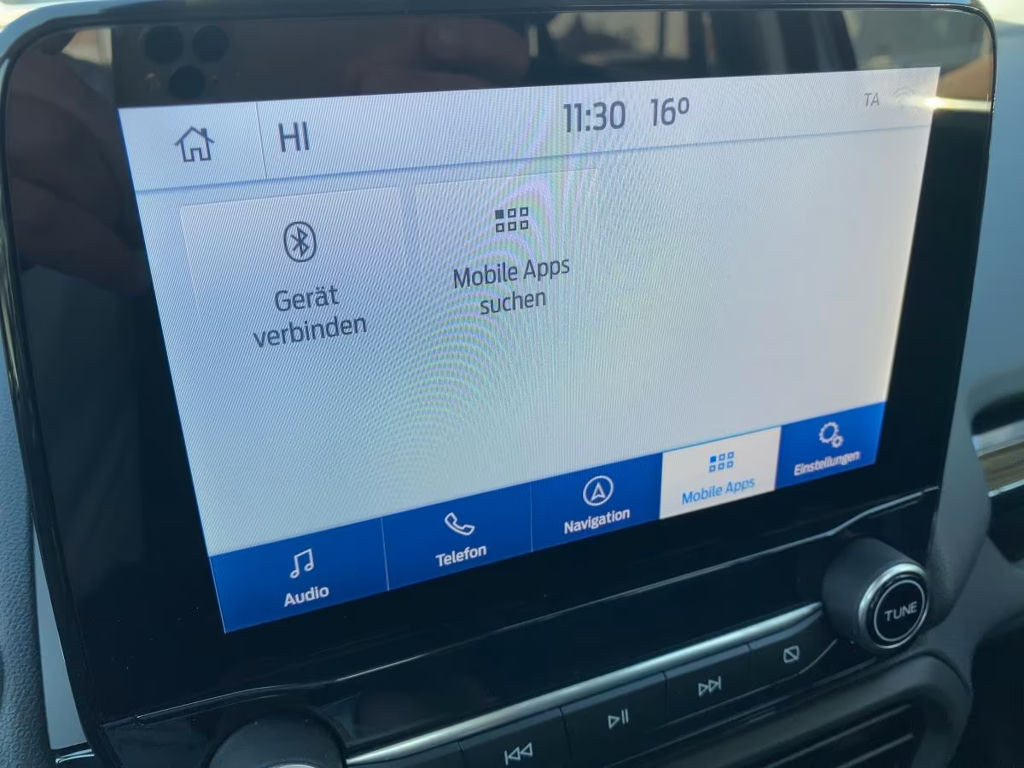 HI
11:30 16°
TA
Gerät
verbinden
Mobile Apps
suchen
Audio
Telefon
Navigation
Mobile Apps
Einstellungen
TUNE